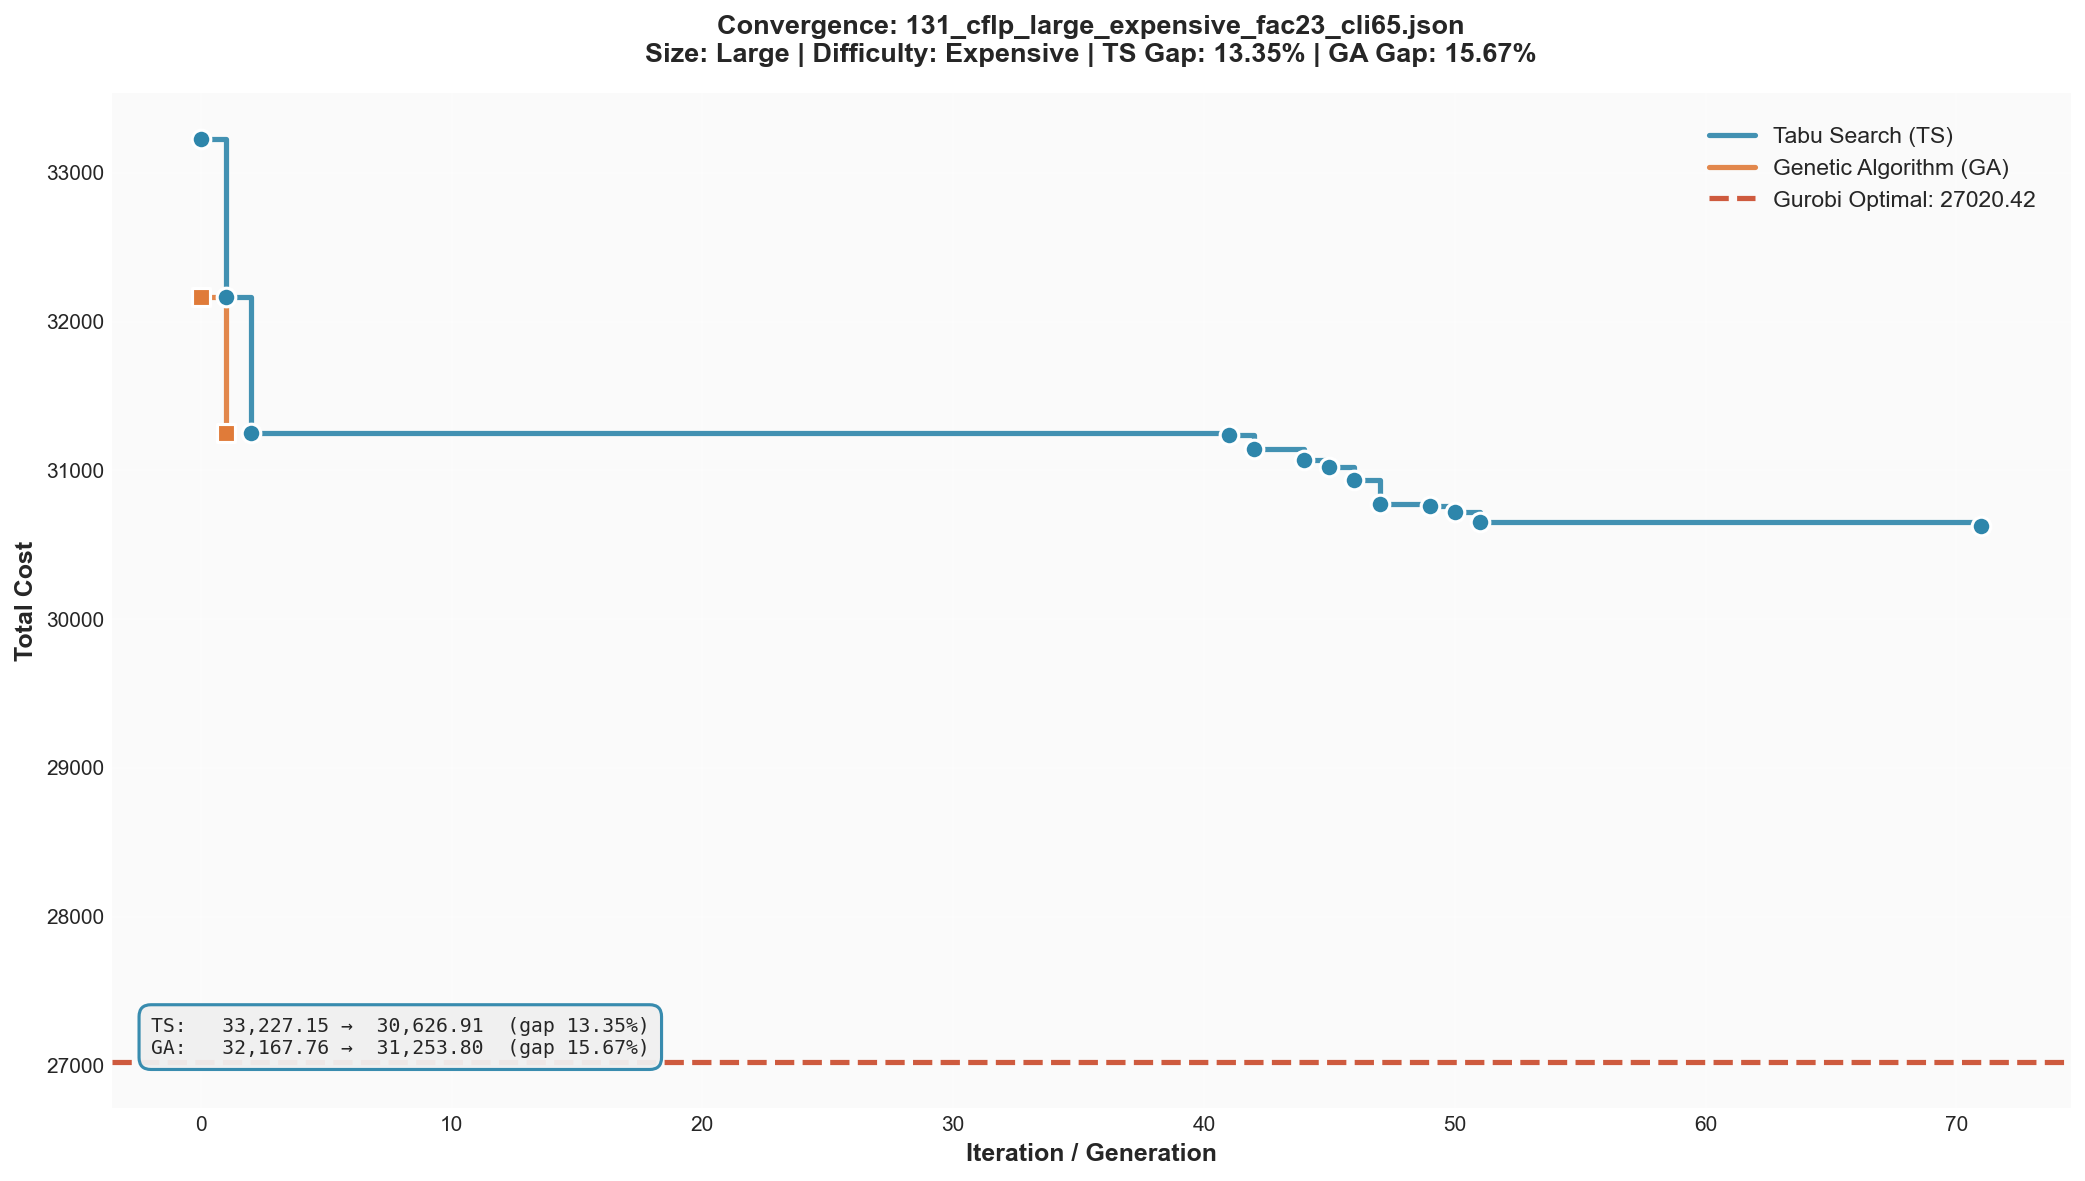 Convergence: 131_cflp_large_expensive_fac23_cli65.json
Size: Large | Difficulty: Expensive | TS Gap: 13.35% | GA Gap: 15.67%
Tabu Search (TS)
Genetic Algorithm (GA)
Gurobi Optimal: 27020.42
Total Cost
33000
32000
31000
30000
29000
28000
27000
TS: 33,227.15 → 30,626.91 (gap 13.35%)
GA: 32,167.76 → 31,253.80 (gap 15.67%)
0 10 20 30 40 50 60 70
Iteration / Generation